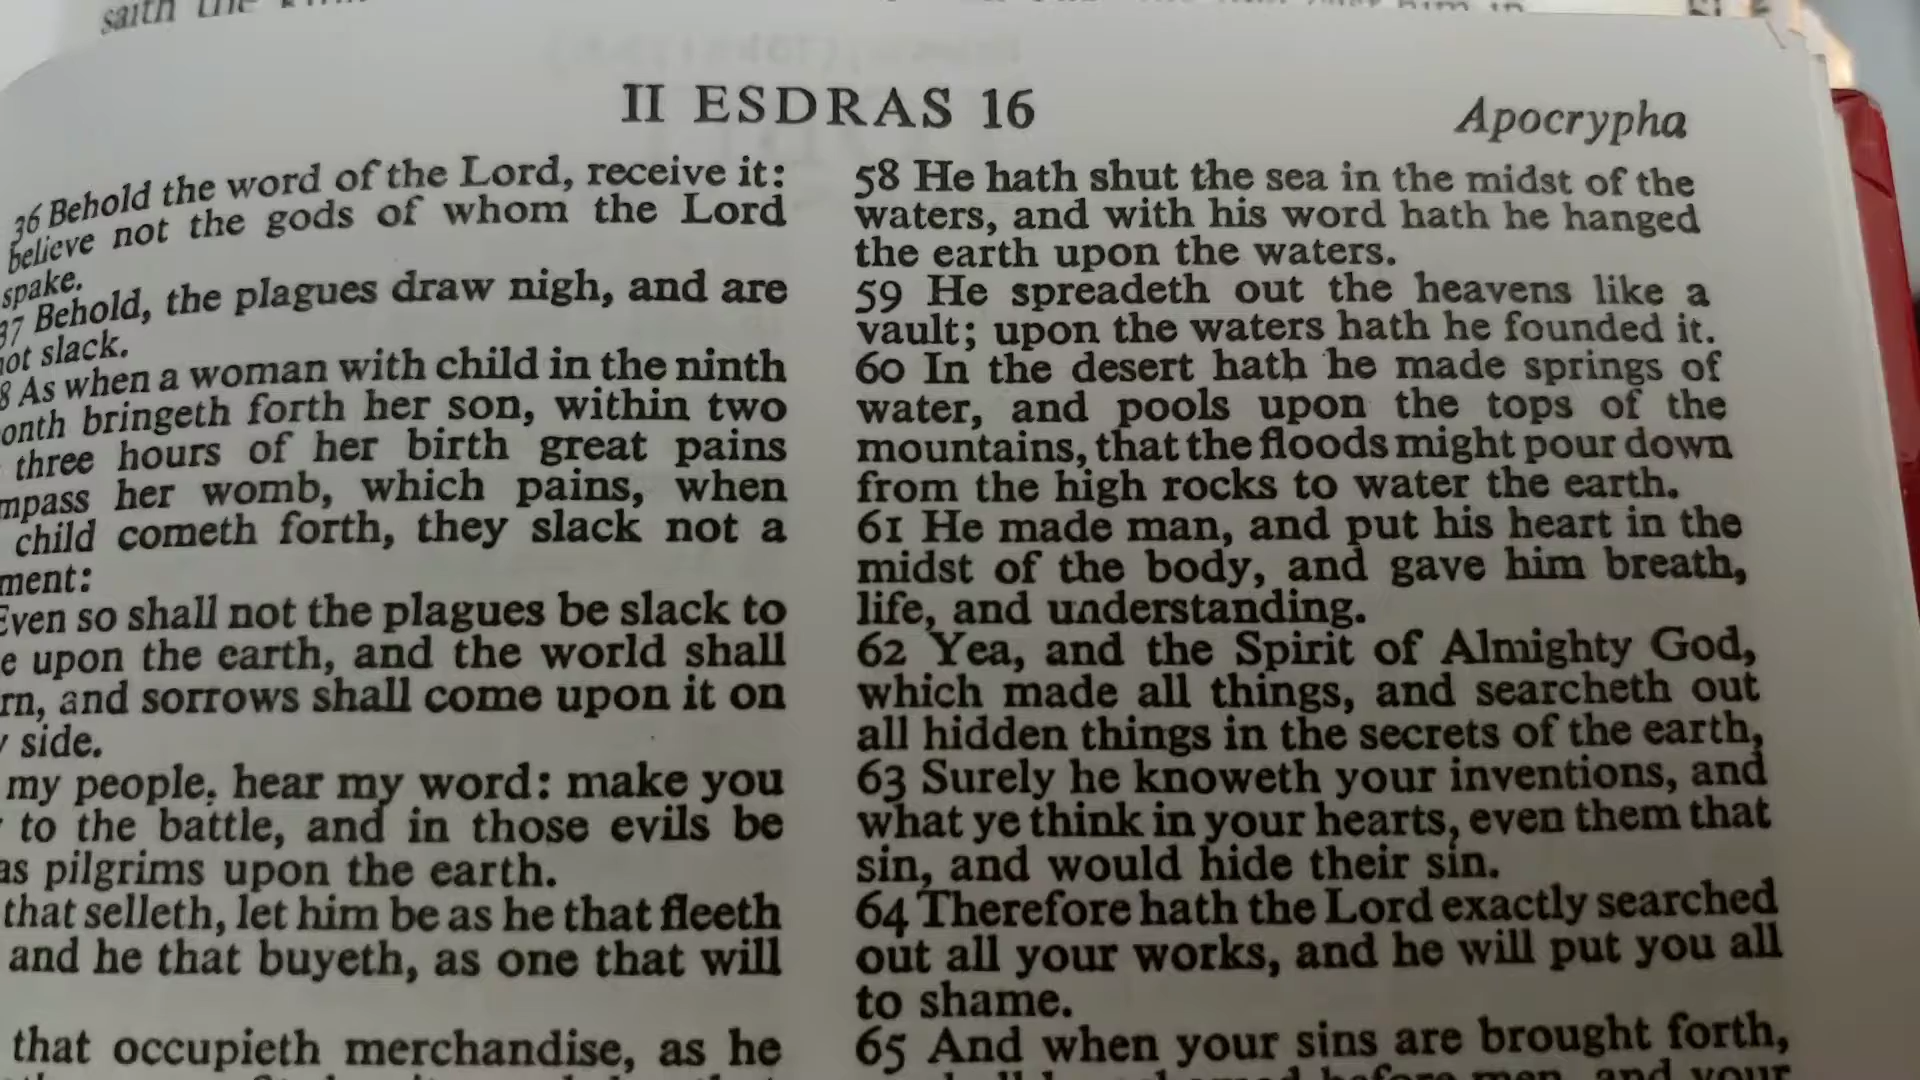 saith the
II ESDRAS 16
Apocrypha
36 Behold the word of the Lord, receive it:
believe not the gods of whom the Lord
spake.
37 Behold, the plagues draw nigh, and are
not slack.
8 As when a woman with child in the ninth
onth bringeth forth her son, within two
three hours of her birth great pains
mpass her womb, which pains, when
child cometh forth, they slack not a
ment:
Even so shall not the plagues be slack to
e upon the earth, and the world shall
rn, and sorrows shall come upon it on
y side.
my people, hear my word: make you
to the battle, and in those evils be
as pilgrims upon the earth.
that selleth, let him be as he that fleeth
and he that buyeth, as one that will
that occupieth merchandise, as he
58 He hath shut the sea in the midst of the
waters, and with his word hath he hanged
the earth upon the waters.
59 He spreadeth out the heavens like a
vault; upon the waters hath he founded it.
60 In the desert hath he made springs of
water, and pools upon the tops of the
mountains, that the floods might pour down
from the high rocks to water the earth.
61 He made man, and put his heart in the
midst of the body, and gave him breath,
life, and understanding.
62 Yea, and the Spirit of Almighty God,
which made all things, and searcheth out
all hidden things in the secrets of the earth,
63 Surely he knoweth your inventions, and
what ye think in your hearts, even them that
sin, and would hide their sin.
64 Therefore hath the Lord exactly searched
out all your works, and he will put you all
to shame.
65 And when your sins are brought forth,
before men, and your